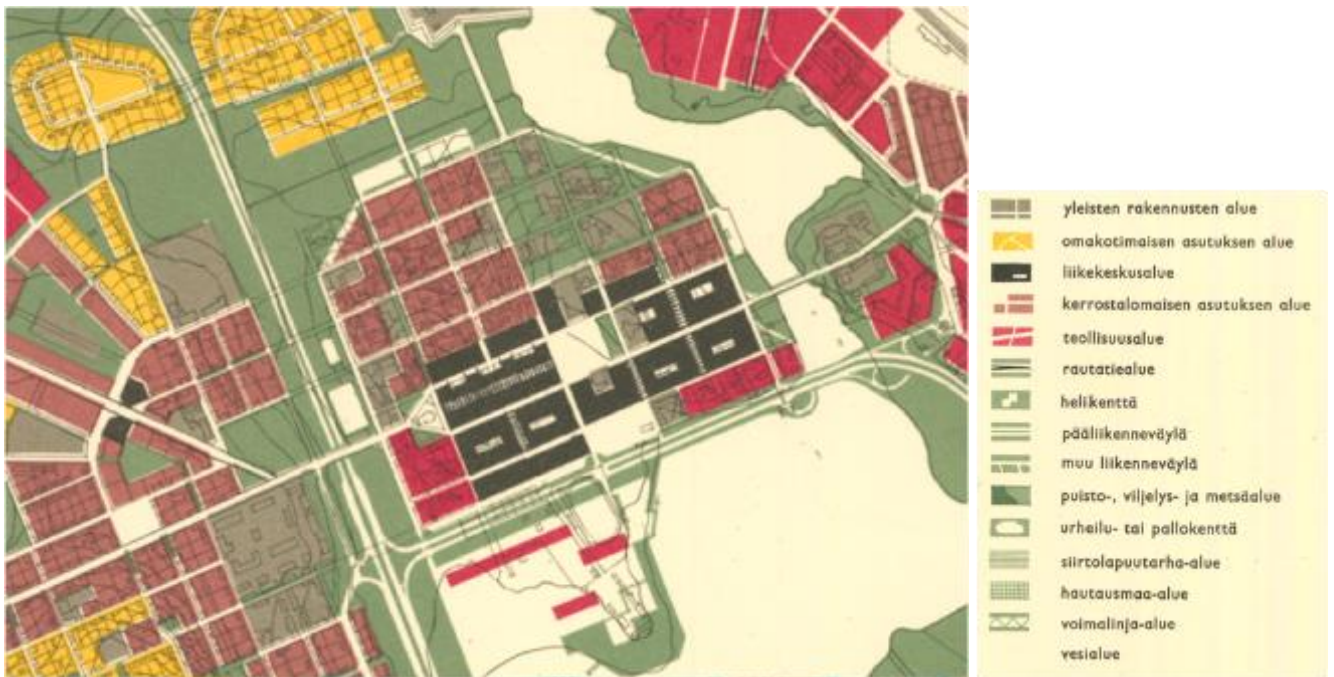 yleisten rakennusten alue
omakotimaisen asutuksen alue
liikekeskusalue
kerrostalomaisen asutuksen alue
teollisuusalue
rautatiealue
helikenttä
pääliikenneväylä
muu liikenneväylä
puisto-, viljelys- ja metsäalue
urheilu- tai pallokenttä
siirtolapuutarha-alue
hautausmaa-alue
voimalinja-alue
vesialue